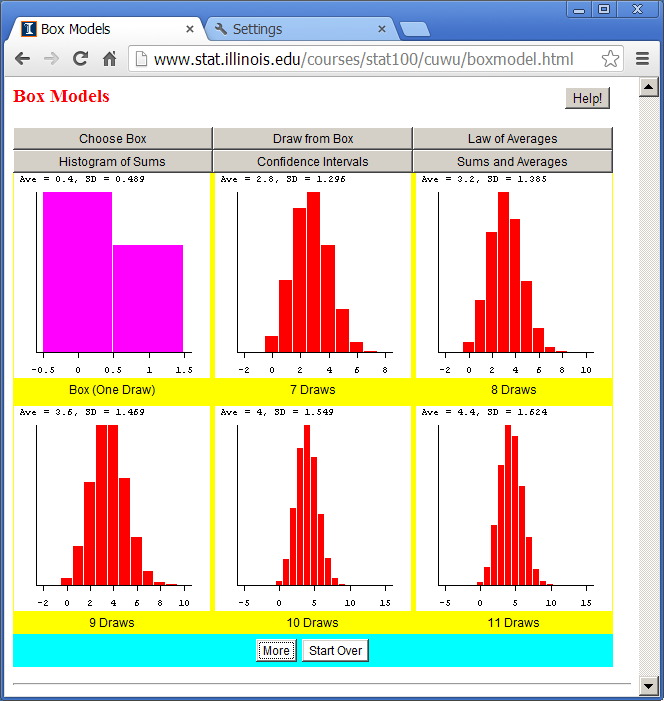 Box Models
Settings
www.stat.illinois.edu/courses/stat100/cuwu/boxmodel.html
Box Models
Help!
Choose Box Draw from Box Law of Averages
Histogram of Sums Confidence Intervals Sums and Averages
Ave = 0.4, SD = 0.489
-0.5 0 0.5 1 1.5
Box (One Draw)
Ave = 2.8, SD = 1.296
-2 0 2 4 6 8
7 Draws
Ave = 3.2, SD = 1.385
-2 0 2 4 6 8 10
8 Draws
Ave = 3.6, SD = 1.469
-2 0 2 4 6 8 10
9 Draws
Ave = 4, SD = 1.549
-5 0 5 10 15
10 Draws
Ave = 4.4, SD = 1.624
-5 0 5 10 15
11 Draws
More Start Over